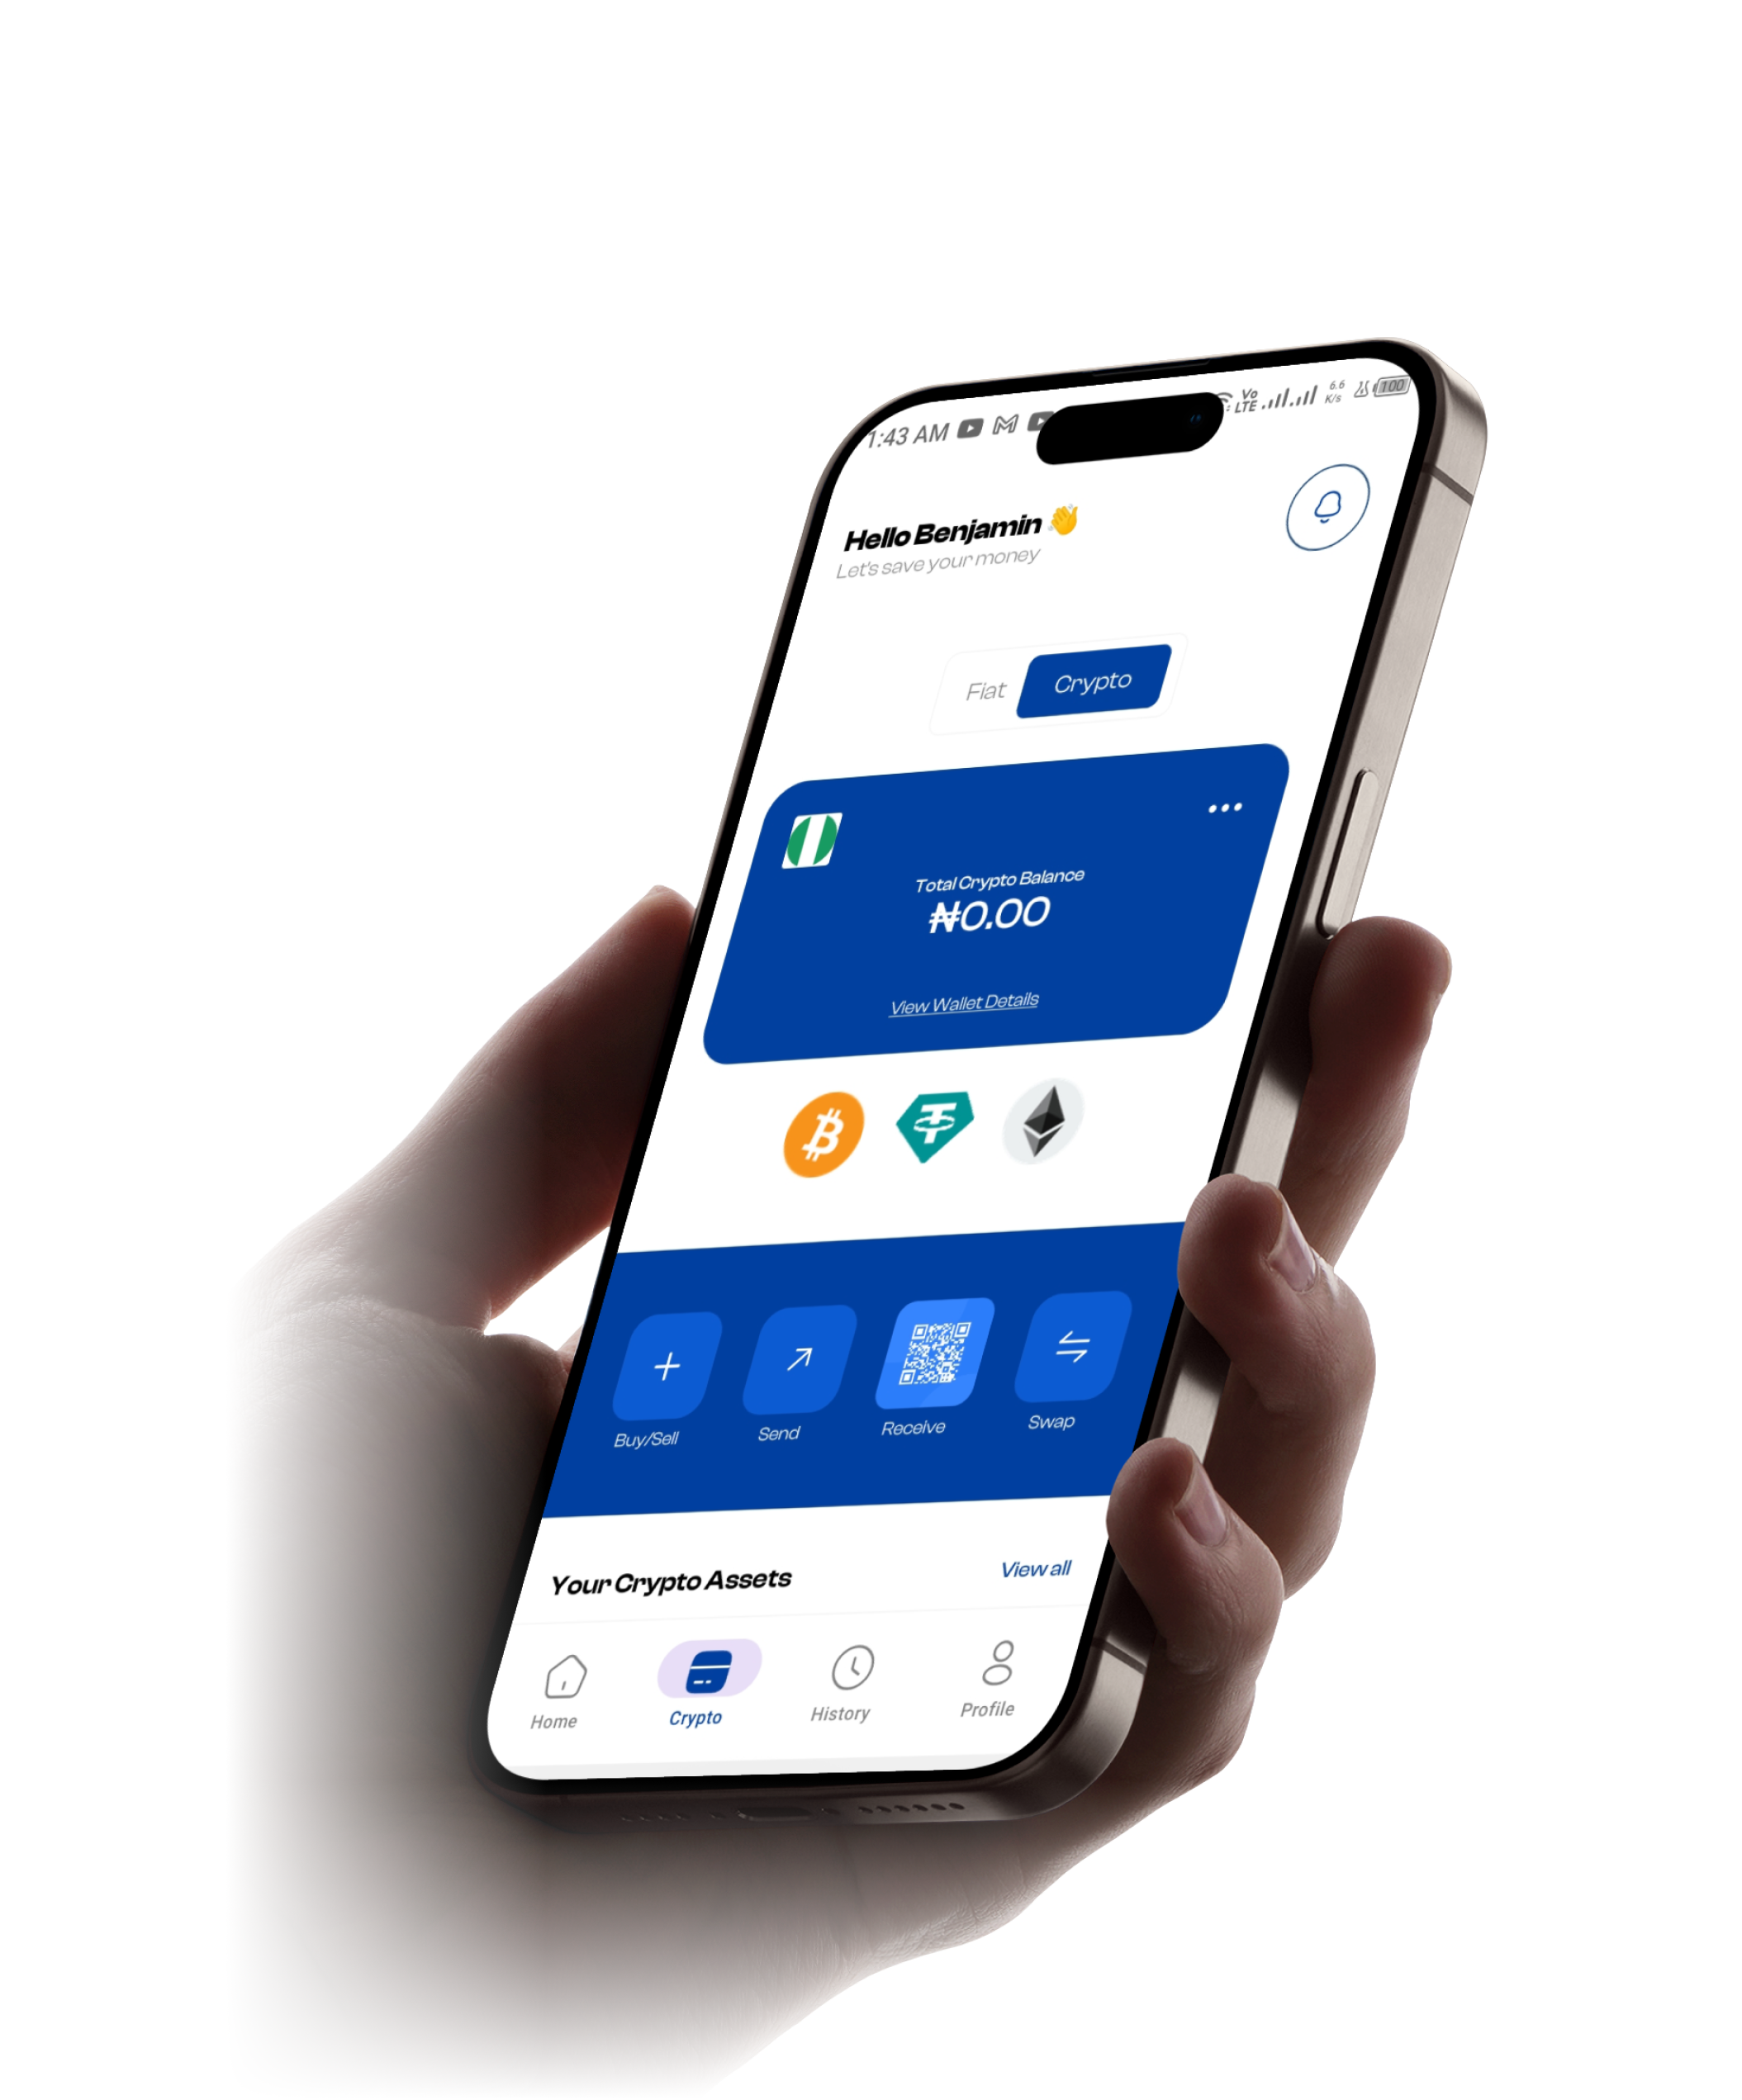 1:43 AM
Vo LTE
6.6 K/s
100
Hello Benjamin 👋
Let's save your money
Fiat
Crypto
Total Crypto Balance
₦0.00
View Wallet Details
Buy/Sell
Send
Receive
Swap
Your Crypto Assets
View all
Home
Crypto
History
Profile